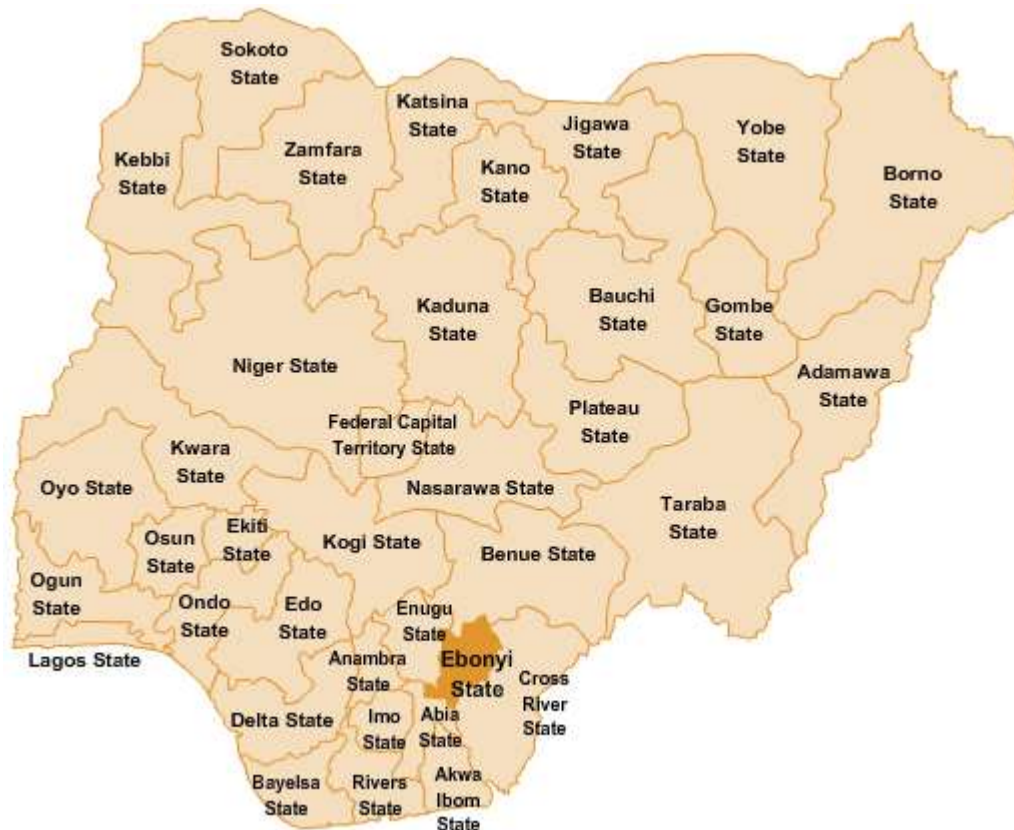 Sokoto
State
Katsina
State
Jigawa
State
Yobe
State
Kebbi
State
Zamfara
State
Kano
State
Borno
State
Kaduna
State
Bauchi
State
Gombe
State
Niger State
Adamawa
State
Federal Capital
Territory State
Plateau
State
Kwara
State
Oyo State
Nasarawa State
Taraba
State
Osun
State
Ekiti
State
Kogi State
Benue State
Ogun
State
Ondo
State
Edo
State
Enugu
State
Lagos State
Anambra
State
Ebonyi
State
Cross
River
State
Delta State
Imo
State
Abia
State
Bayelsa
State
Rivers
State
Akwa
Ibom
State